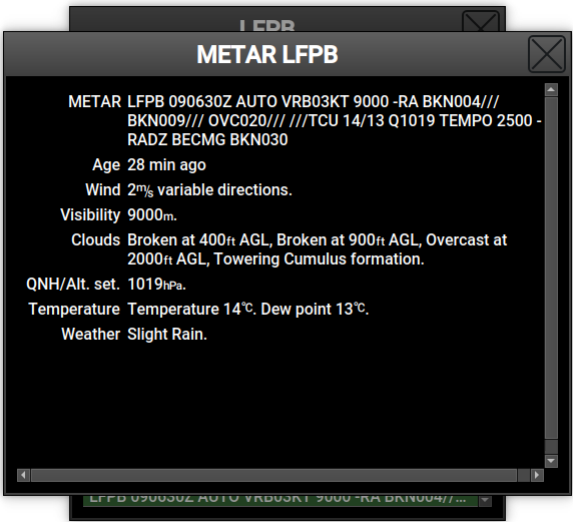 LFPB
METAR LFPB
METAR LFPB 090630Z AUTO VRB03KT 9000 -RA BKN004///
BKN009/// OVC020/// ///TCU 14/13 Q1019 TEMPO 2500 -
RADZ BECMG BKN030
Age 28 min ago
Wind 2m/s variable directions.
Visibility 9000m.
Clouds Broken at 400ft AGL, Broken at 900ft AGL, Overcast at
2000ft AGL, Towering Cumulus formation.
QNH/Alt. set. 1019hPa.
Temperature Temperature 14°C. Dew point 13°C.
Weather Slight Rain.
LFPB 090630Z AUTO VRB03KT 9000 -RA BKN004//...